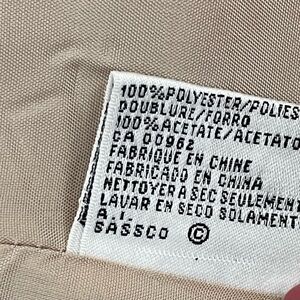 100%POLYESTER/POLIES
DOUBLURE/FORRO
100%ACETATE/ACETATO
CA 00962
FABRIQUE EN CHINE
FABRICADO EN CHINA
NETTOYER A SEC SEULEMEN
LAVAR EN SECO SOLAMENT
A.L.
SASSCO ©